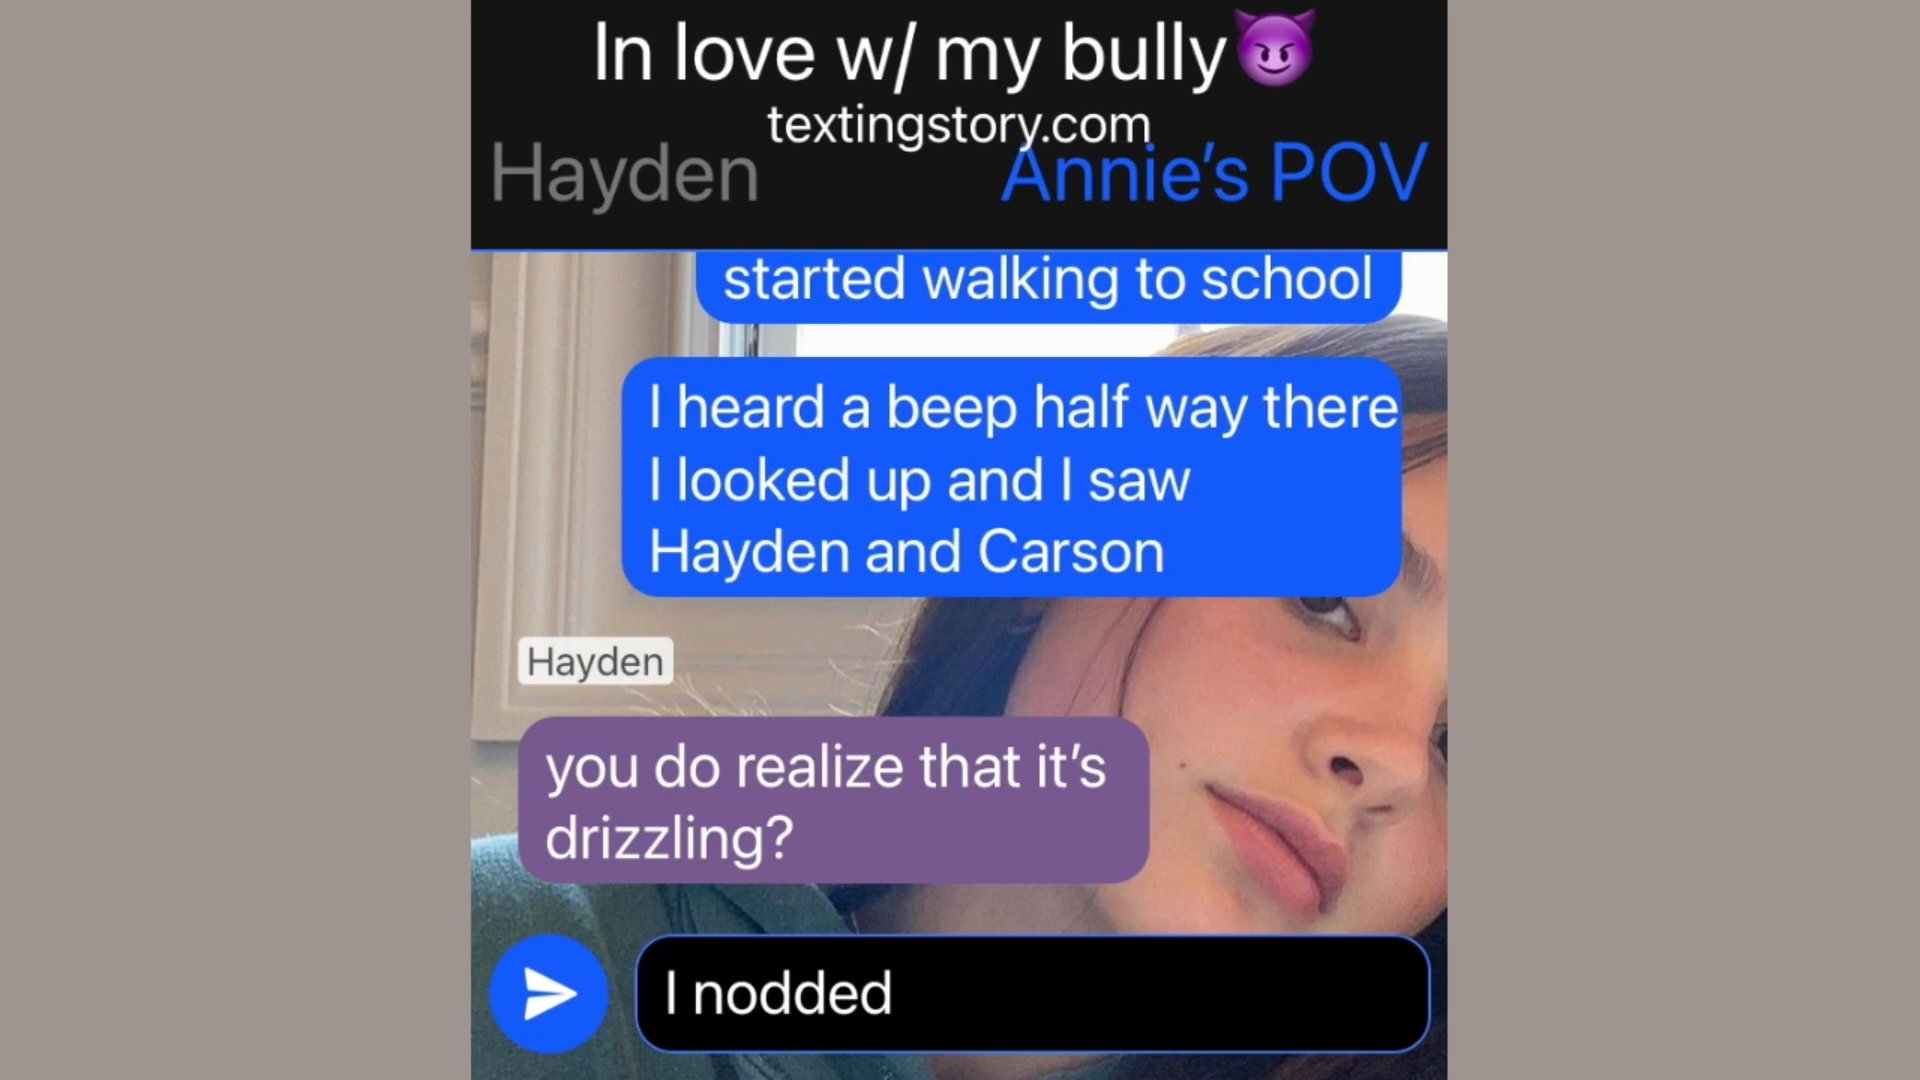 In love w/ my bully😈
textingstory.com
Hayden
Annie’s POV
started walking to school
I heard a beep half way there
I looked up and I saw
Hayden and Carson
Hayden
you do realize that it’s
drizzling?
I nodded